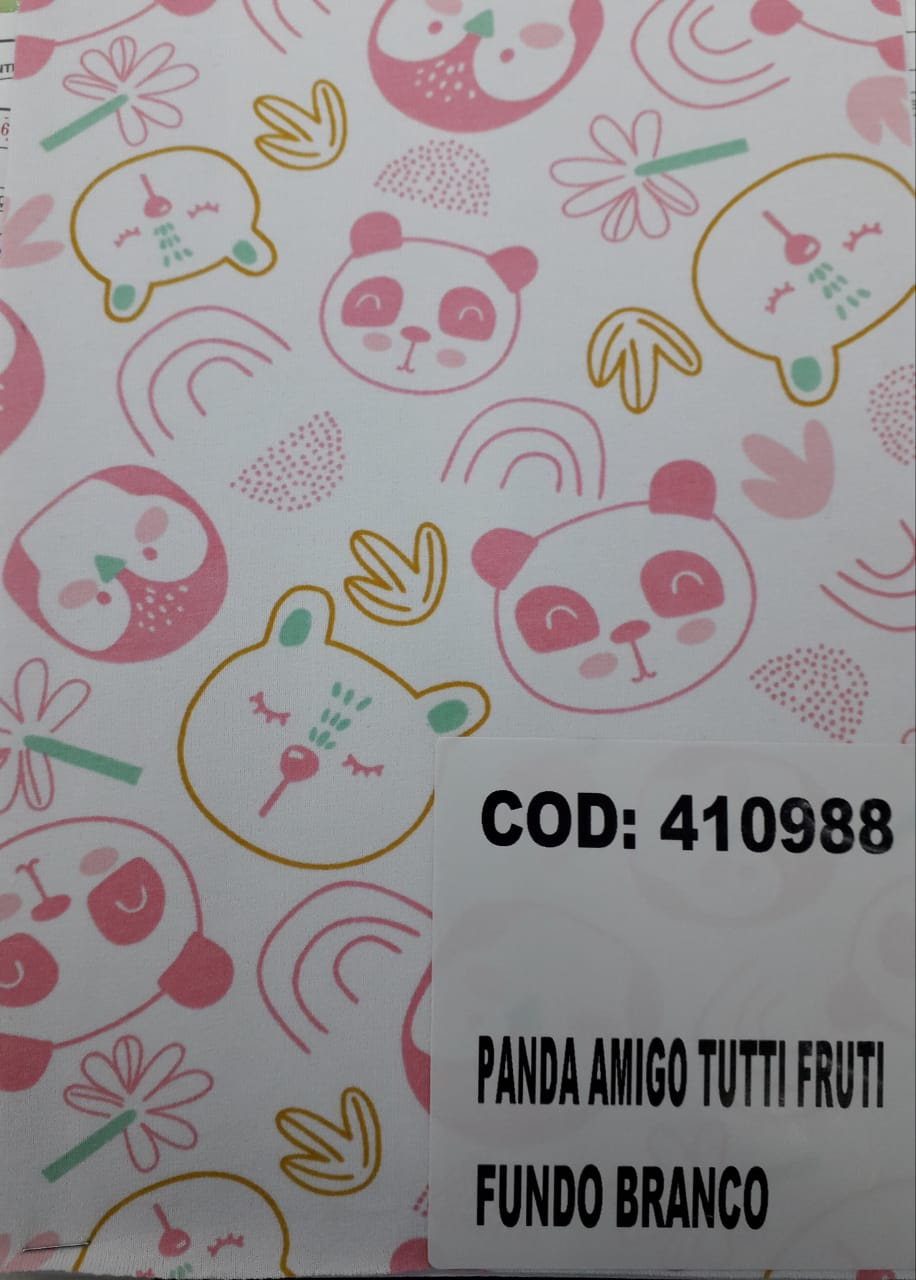 COD: 410988
PANDA AMIGO TUTTI FRUTI
FUNDO BRANCO